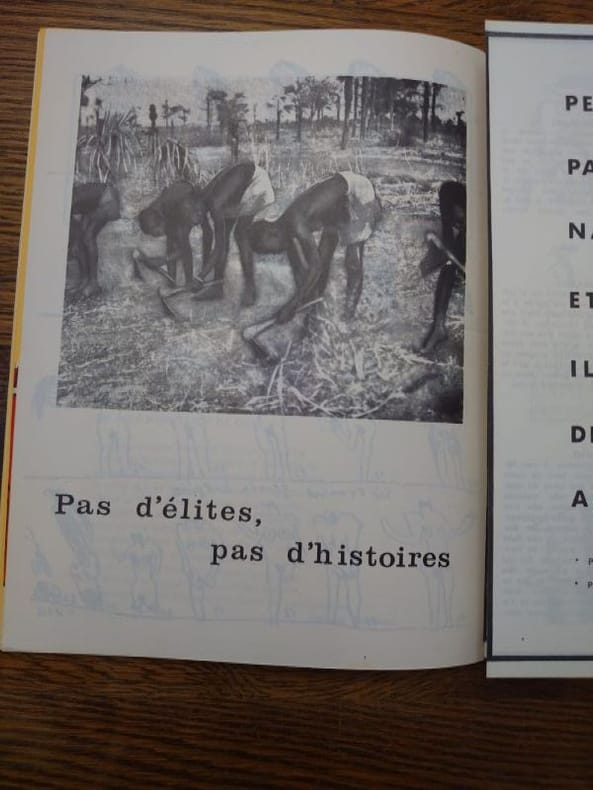 Pas d'élites,
pas d'histoires
PE
PA
NA
ET
IL
DE
A